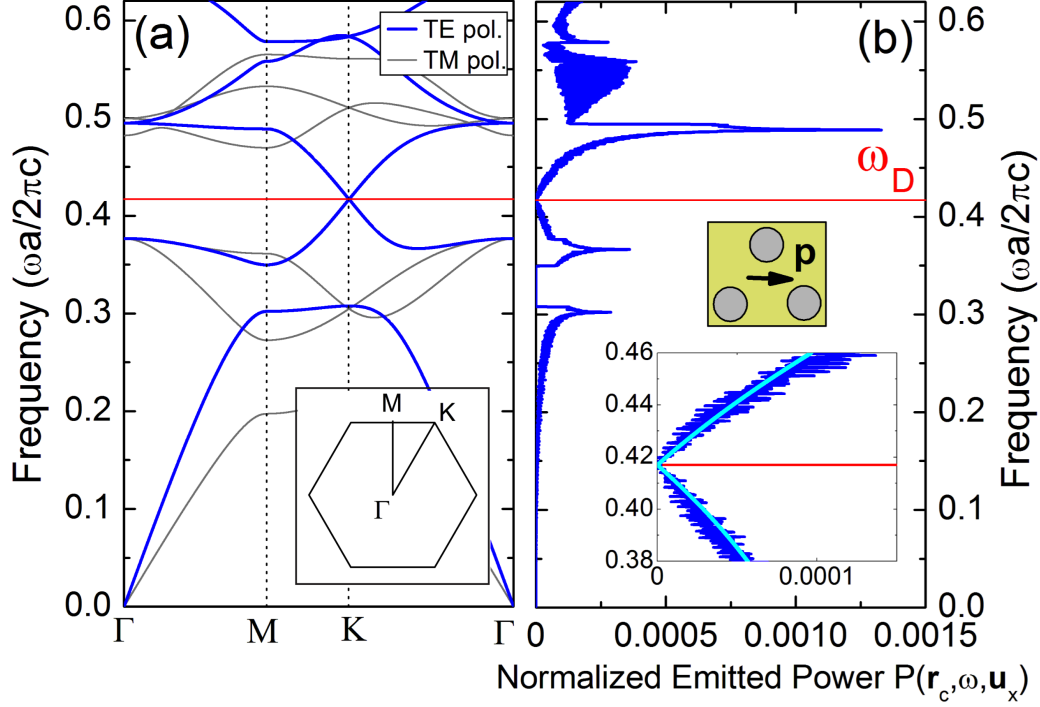 (a)
TE pol.
TM pol.
0.6
0.5
0.4
0.3
0.2
0.1
0.0
Frequency (ωa/2πc)
M
K
Γ
Γ
M
K
Γ
(b)
ω_D
p
0.46
0.44
0.42
0.40
0.38
0
0.0001
0.6
0.5
0.4
0.3
0.2
0.1
0.0
Frequency (ωa/2πc)
0
0.0005
0.0010
0.0015
Normalized Emitted Power P(r_c,ω,u_x)